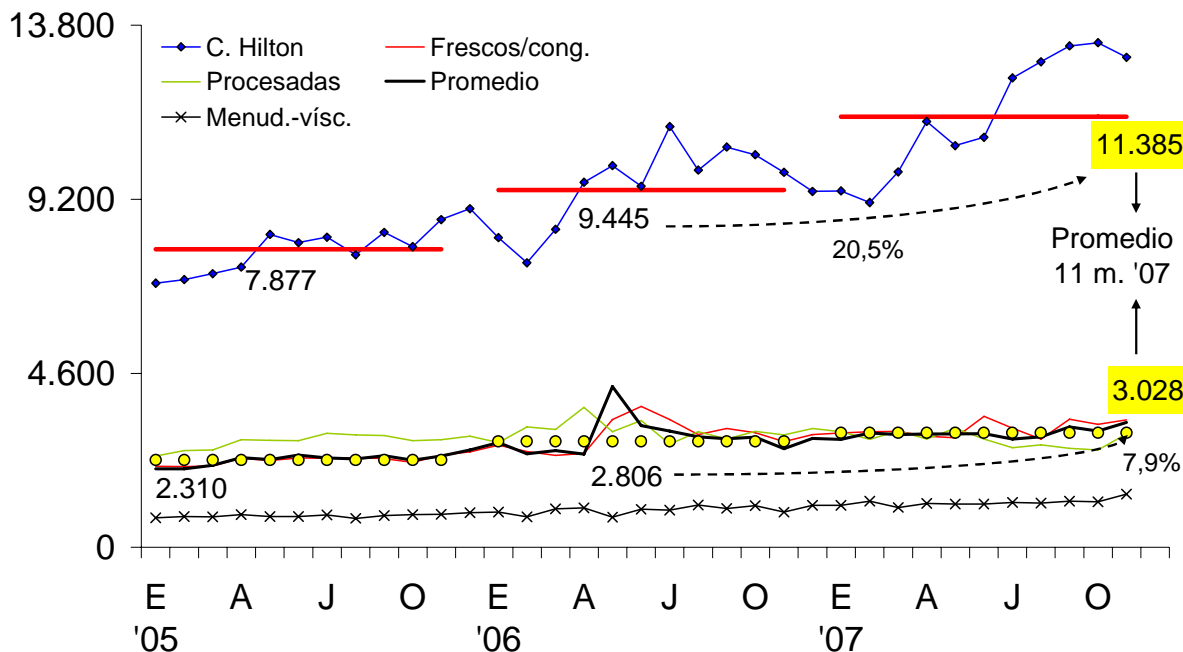 13.800
C. Hilton
Frescos/cong.
Procesadas
Promedio
Menud.-vísc.
11.385
9.200
9.445
20,5%
Promedio
11 m. '07
7.877
4.600
3.028
7,9%
2.310
2.806
0
E A J O E A J O E A J O
'05 '06 '07